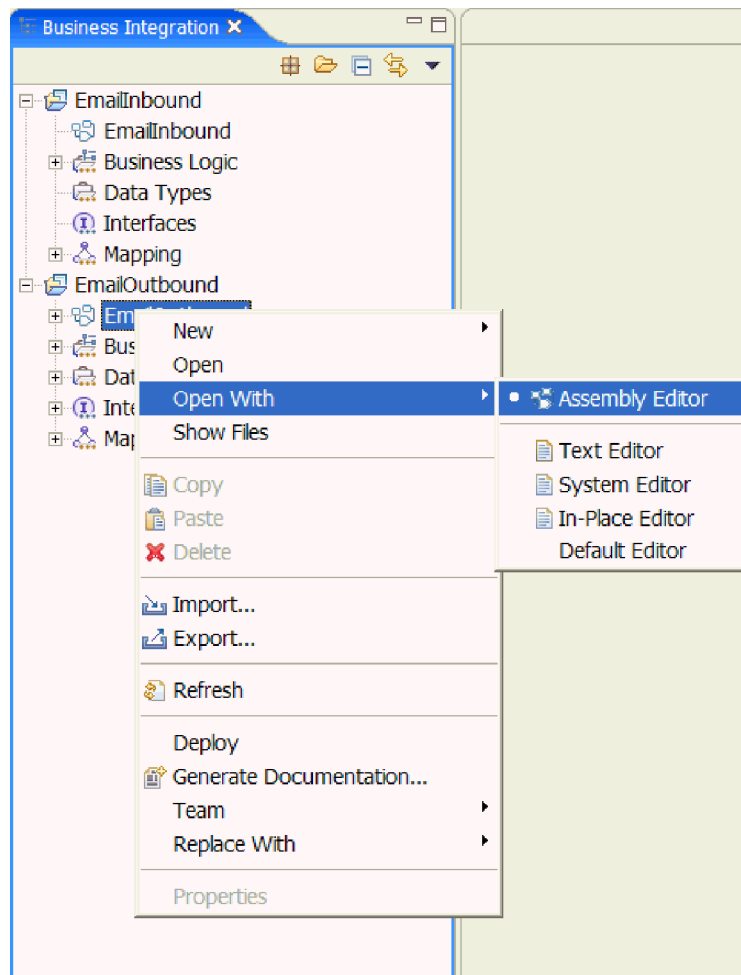 Business Integration
EmailInbound
EmailInbound
Business Logic
Data Types
Interfaces
Mapping
EmailOutbound
New
Open
Open With
Show Files
Copy
Paste
Delete
Import...
Export...
Refresh
Deploy
Generate Documentation...
Team
Replace With
Properties
Assembly Editor
Text Editor
System Editor
In-Place Editor
Default Editor